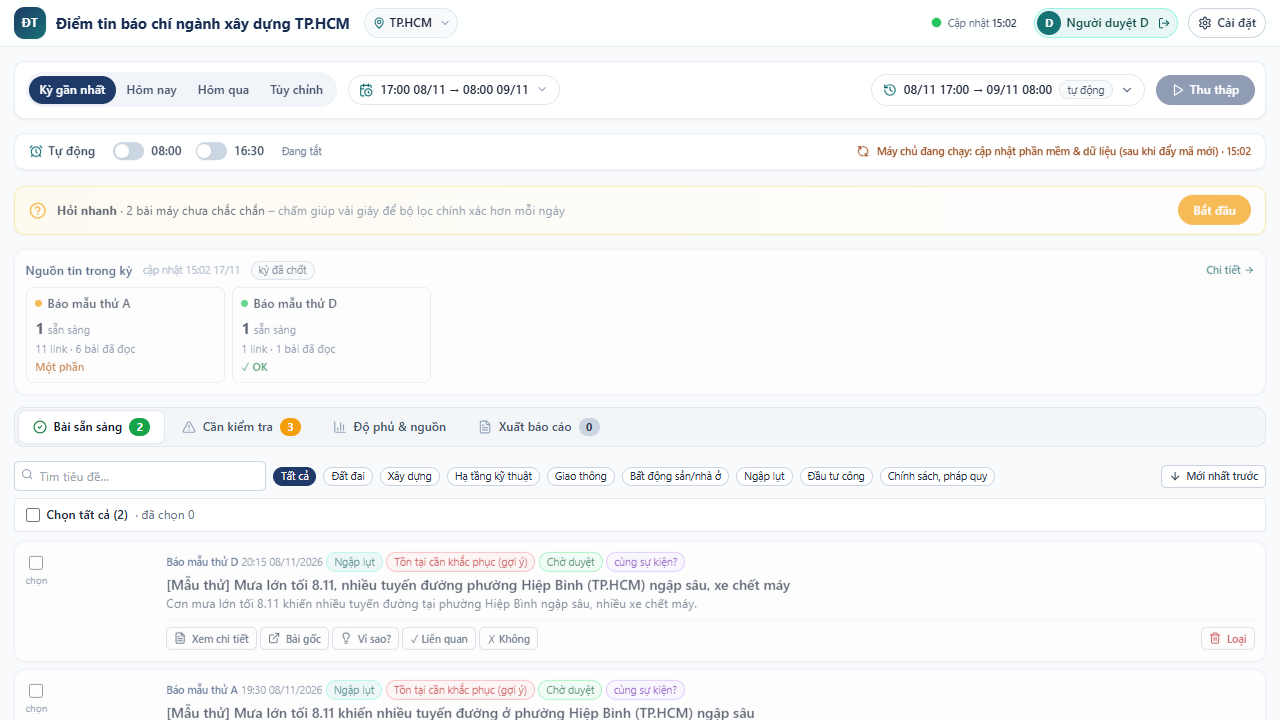 ĐT Điểm tin báo chí ngành xây dựng TP.HCM TP.HCM Cập nhật 15:02 D Người duyệt D Cài đặt
Kỳ gần nhất Hôm nay Hôm qua Tùy chỉnh 17:00 08/11 → 08:00 09/11 08/11 17:00 → 09/11 08:00 tự động Thu thập
Tự động 08:00 16:30 Đang tắt Máy chủ đang chạy: cập nhật phần mềm & dữ liệu (sau khi đẩy mã mới) · 15:02
Hỏi nhanh · 2 bài máy chưa chắc chắn – chấm giúp vài giây để bộ lọc chính xác hơn mỗi ngày Bắt đầu
Nguồn tin trong kỳ cập nhật 15:02 17/11 kỳ đã chốt Chi tiết →
Báo mẫu thử A
1 sẵn sàng
11 link · 6 bài đã đọc
Một phần
Báo mẫu thử D
1 sẵn sàng
1 link · 1 bài đã đọc
✓ OK
Bài sẵn sàng 2 Cần kiểm tra 3 Độ phủ & nguồn Xuất báo cáo 0
Tìm tiêu đề... Tất cả Đất đai Xây dựng Hạ tầng kỹ thuật Giao thông Bất động sản/nhà ở Ngập lụt Đầu tư công Chính sách, pháp quy ↓ Mới nhất trước
Chọn tất cả (2) · đã chọn 0
chọn
Báo mẫu thử D 20:15 08/11/2026 Ngập lụt Tồn tại cần khắc phục (gợi ý) Chờ duyệt cùng sự kiện?
[Mẫu thử] Mưa lớn tối 8.11, nhiều tuyến đường phường Hiệp Bình (TP.HCM) ngập sâu, xe chết máy
Cơn mưa lớn tối 8.11 khiến nhiều tuyến đường tại phường Hiệp Bình ngập sâu, nhiều xe chết máy.
Xem chi tiết Bài gốc Vì sao? ✓ Liên quan ✗ Không Loại
chọn
Báo mẫu thử A 19:30 08/11/2026 Ngập lụt Tồn tại cần khắc phục (gợi ý) Chờ duyệt cùng sự kiện?
[Mẫu thử] Mưa lớn tối 8.11 khiến nhiều tuyến đường ở phường Hiệp Bình (TP.HCM) ngập sâu